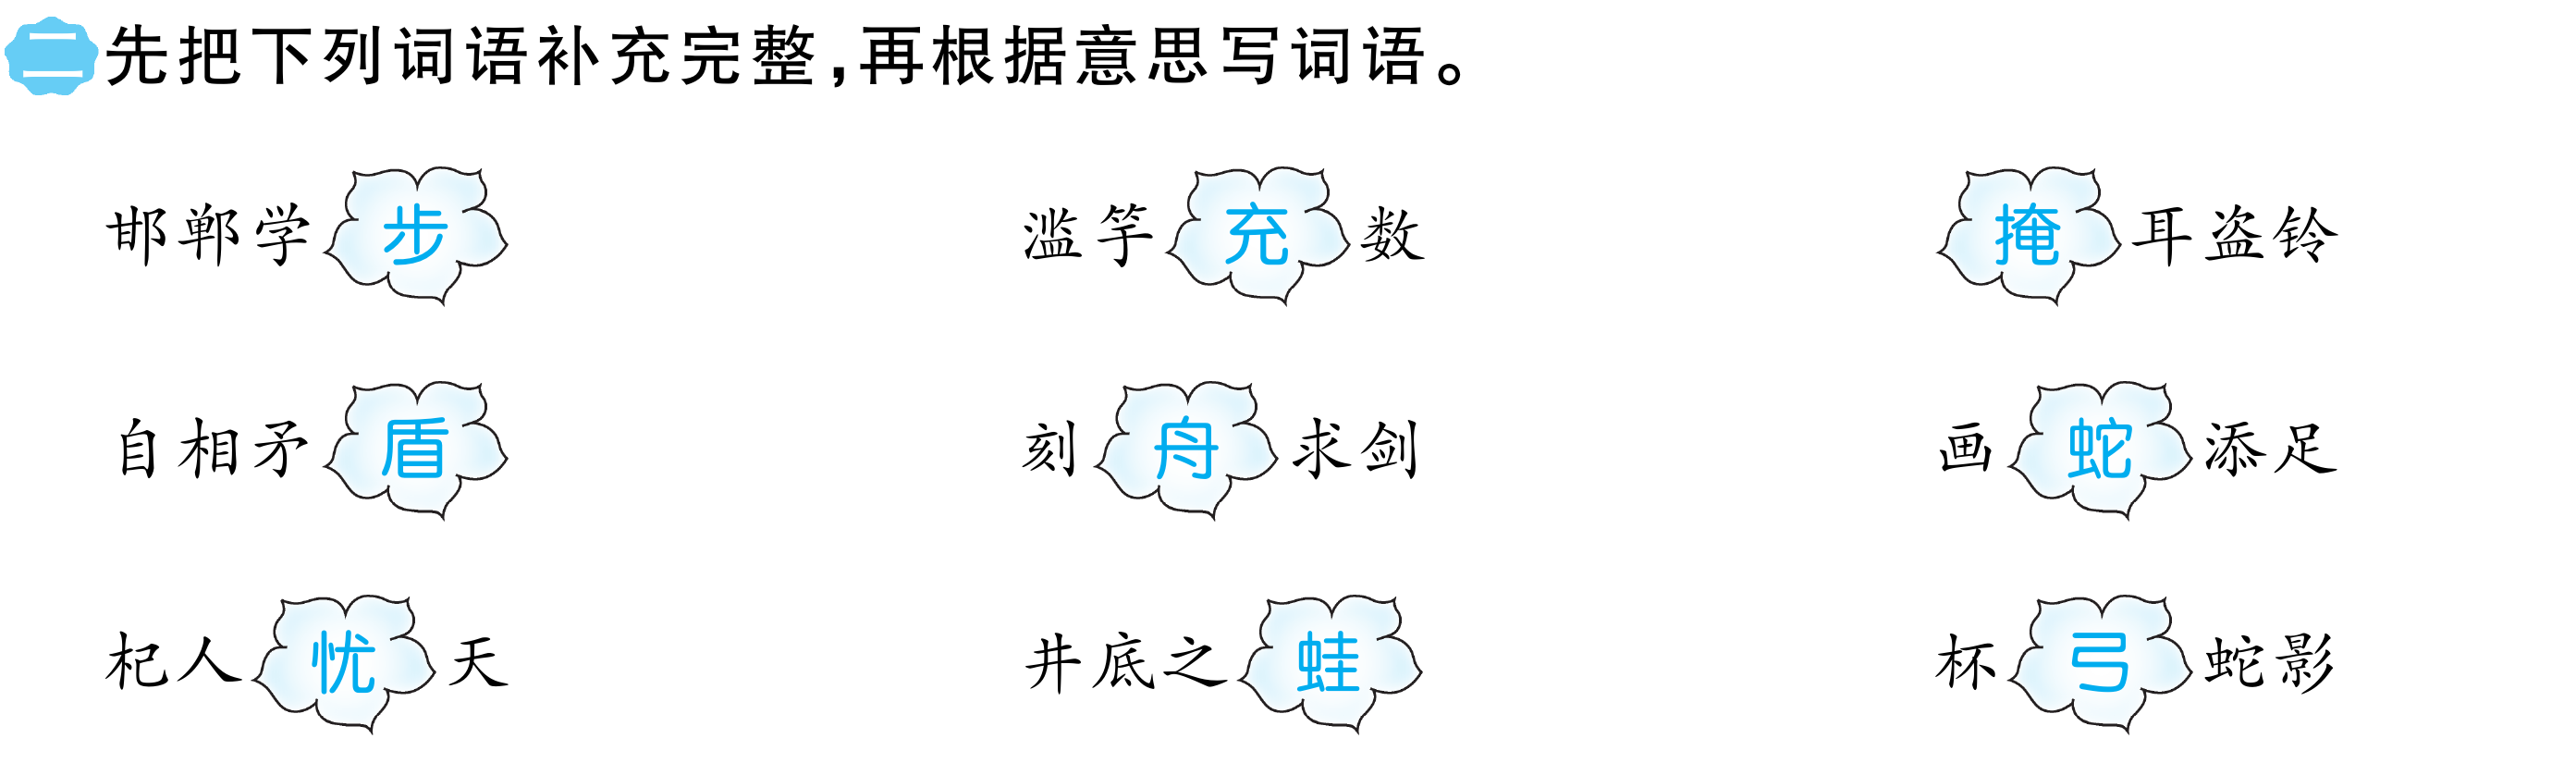 二 先把下列词语补充完整,再根据意思写词语。
邯郸学步 滥竽充数 掩耳盗铃
自相矛盾 刻舟求剑 画蛇添足
杞人忧天 井底之蛙 杯弓蛇影